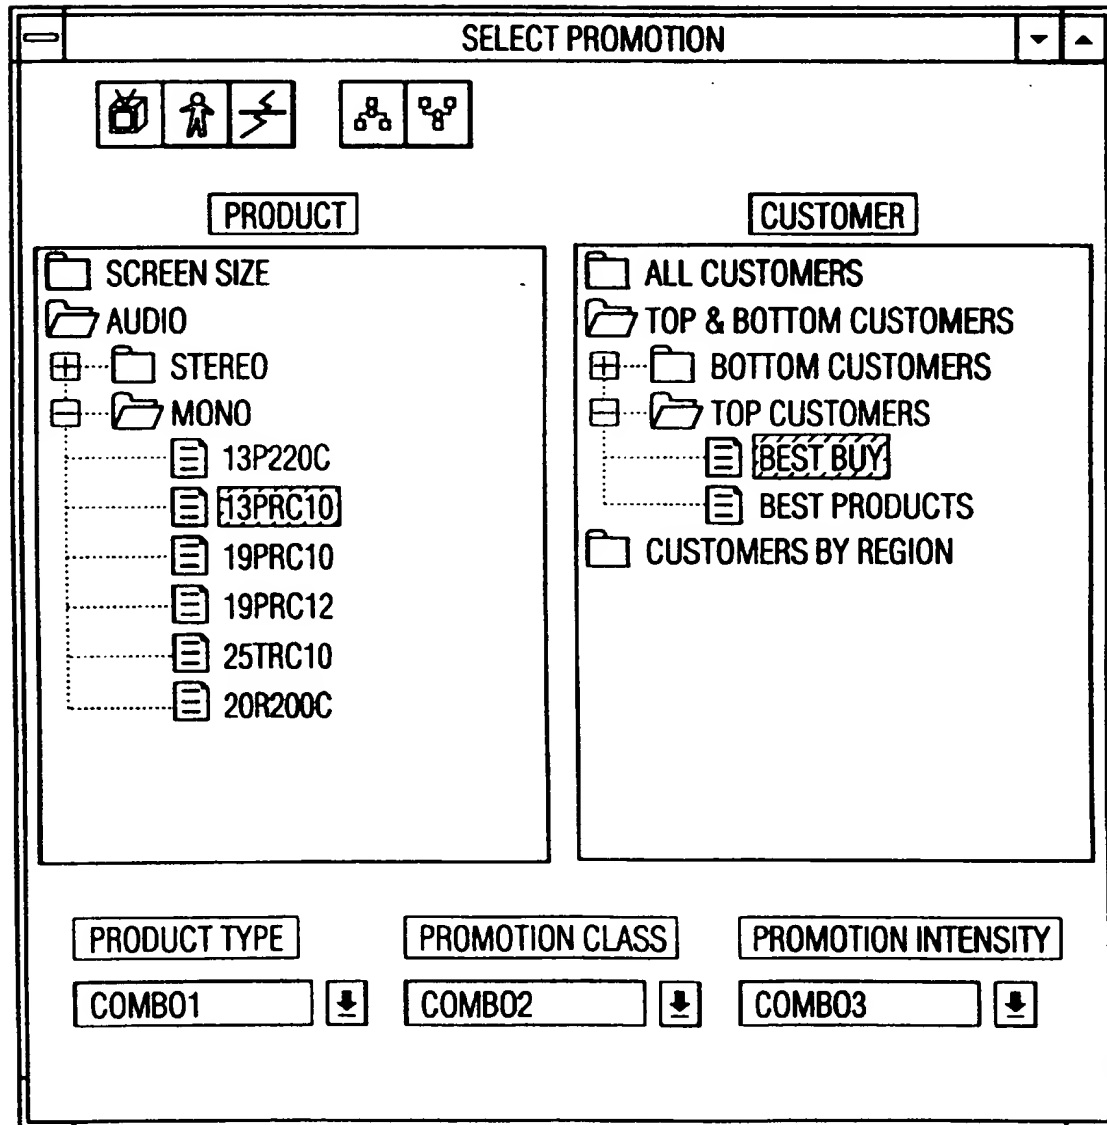 SELECT PROMOTION
PRODUCT
SCREEN SIZE
AUDIO
STEREO
MONO
13P220C
13PRC10
19PRC10
19PRC12
25TRC10
20R200C
CUSTOMER
ALL CUSTOMERS
TOP & BOTTOM CUSTOMERS
BOTTOM CUSTOMERS
TOP CUSTOMERS
BEST BUY
BEST PRODUCTS
CUSTOMERS BY REGION
PRODUCT TYPE
COMBO1
PROMOTION CLASS
COMBO2
PROMOTION INTENSITY
COMBO3